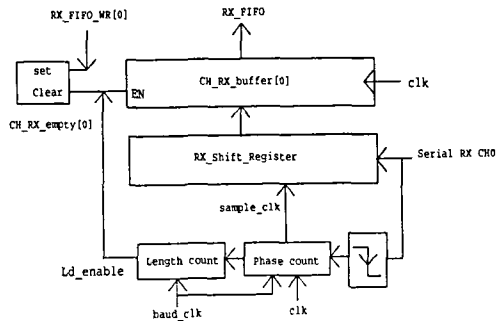 RX_FIFO_WR[0]
RX_FIFO
set
Clear
EN
CH_RX_buffer[0]
clk
CH_RX_empty[0]
RX_Shift_Register
Serial RX CH0
sample_clk
Ld_enable
Length count
Phase count
baud_clk
clk